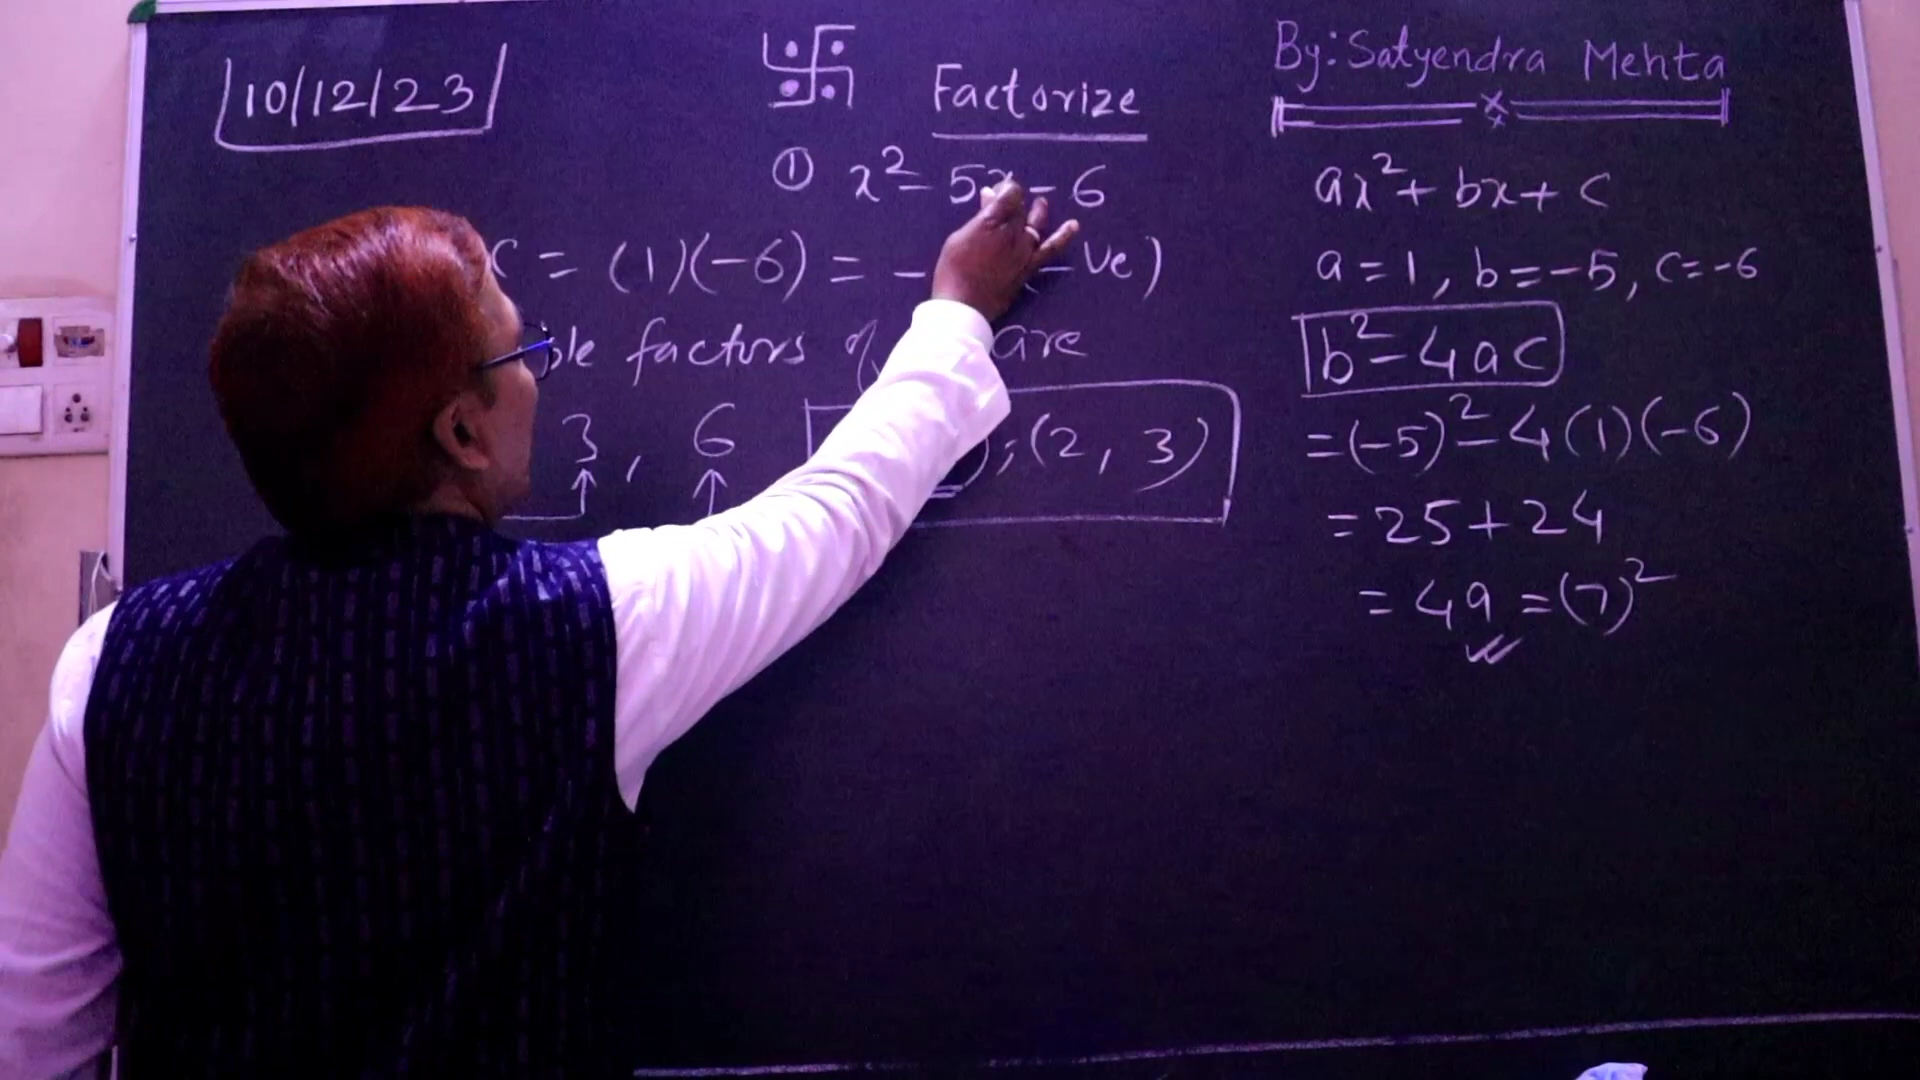 10/12/23
Factorize
① x² - 5x - 6
c = (1)(-6) = - -ve)
factors are
3, 6 ; (2, 3)
By: Satyendra Mehta
ax² + bx + c
a = 1, b = -5, c = -6
b² - 4ac
= (-5)² - 4(1)(-6)
= 25 + 24
= 49 = (7)²